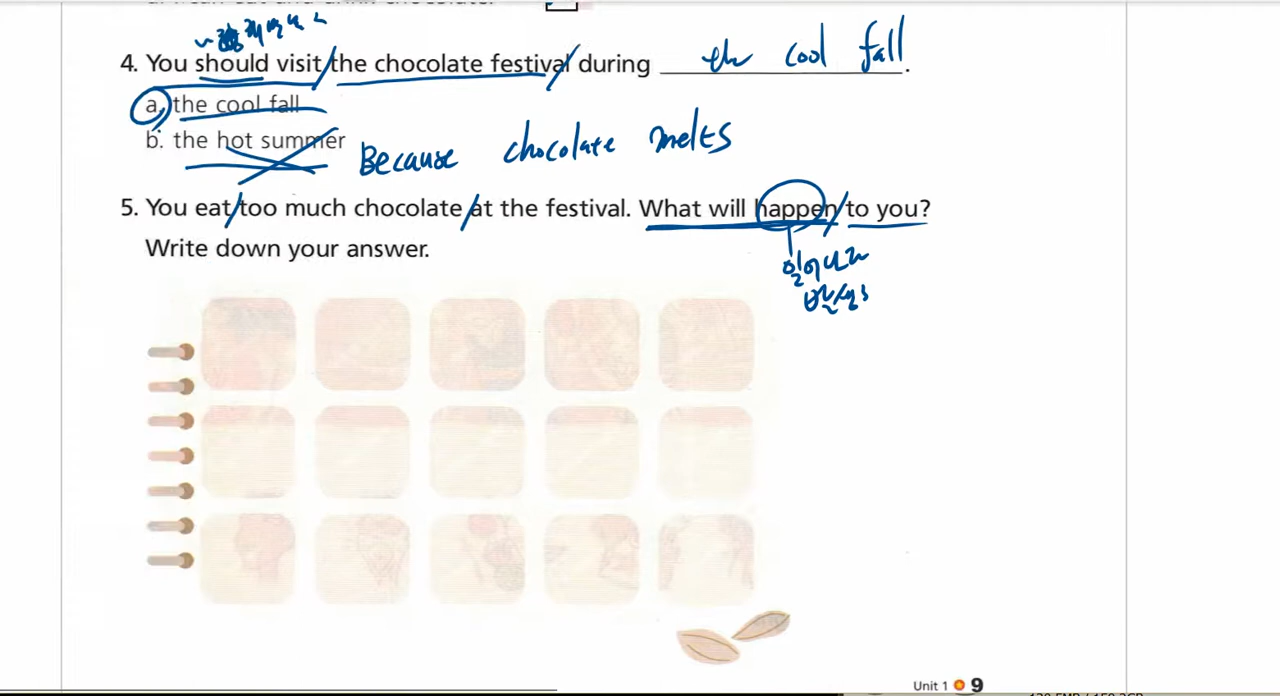 4. You should visit the chocolate festival during the cool fall.
a. the cool fall
b. the hot summer
Because chocolate melts
5. You eat too much chocolate at the festival. What will happen to you?
Write down your answer.
일어나다
발생
Unit 1 9